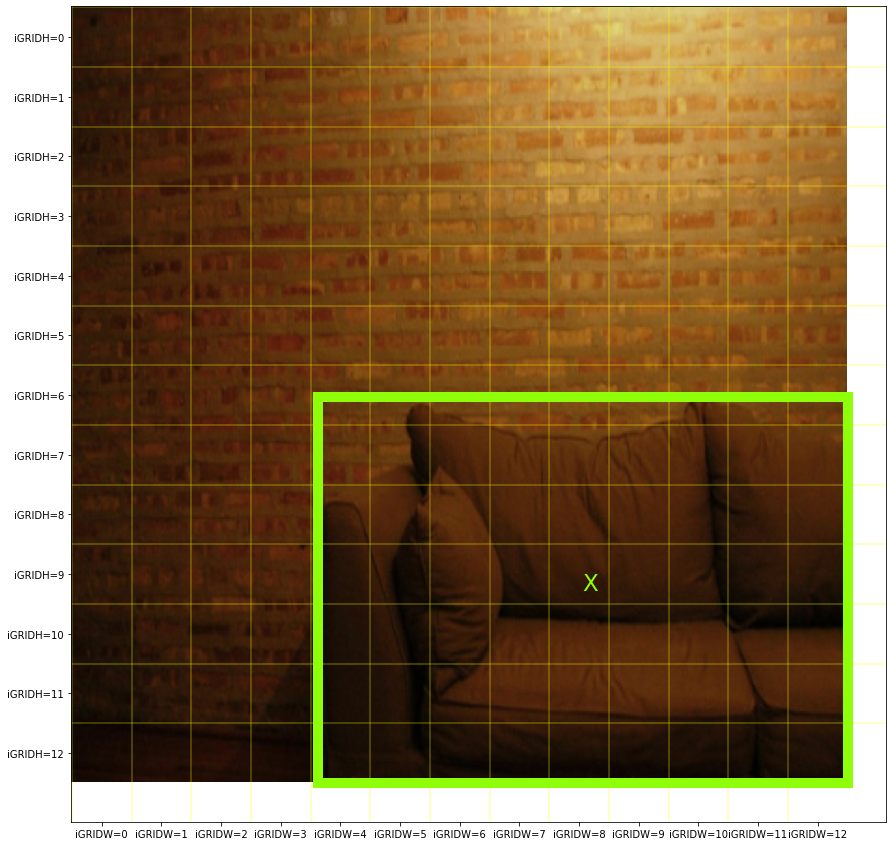 iGRIDH=0
iGRIDH=1
iGRIDH=2
iGRIDH=3
iGRIDH=4
iGRIDH=5
iGRIDH=6
iGRIDH=7
iGRIDH=8
iGRIDH=9
iGRIDH=10
iGRIDH=11
iGRIDH=12
X
iGRIDW=0 iGRIDW=1 iGRIDW=2 iGRIDW=3 iGRIDW=4 iGRIDW=5 iGRIDW=6 iGRIDW=7 iGRIDW=8 iGRIDW=9 iGRIDW=10 iGRIDW=11 iGRIDW=12